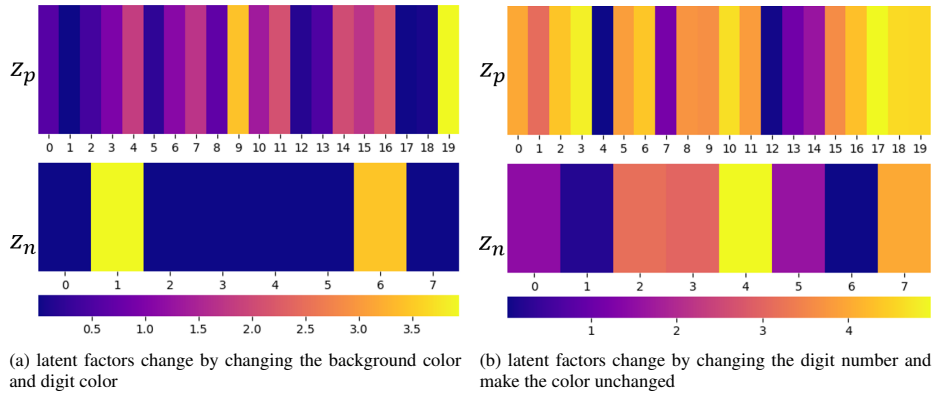 Zp
0 1 2 3 4 5 6 7 8 9 10 11 12 13 14 15 16 17 18 19
Zn
0 1 2 3 4 5 6 7
0.5 1.0 1.5 2.0 2.5 3.0 3.5
(a) latent factors change by changing the background color
and digit color
Zp
0 1 2 3 4 5 6 7 8 9 10 11 12 13 14 15 16 17 18 19
Zn
0 1 2 3 4 5 6 7
1 2 3 4
(b) latent factors change by changing the digit number and
make the color unchanged